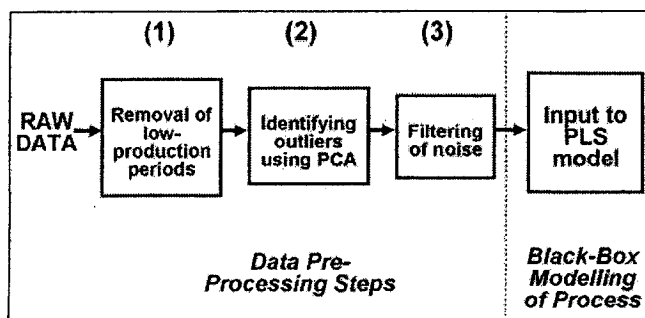 (1)
(2)
(3)
RAW
DATA
Removal of
low-
production
periods
Identifying
outliers
using PCA
Filtering
of noise
Input to
PLS
model
Data Pre-
Processing Steps
Black-Box
Modelling
of Process